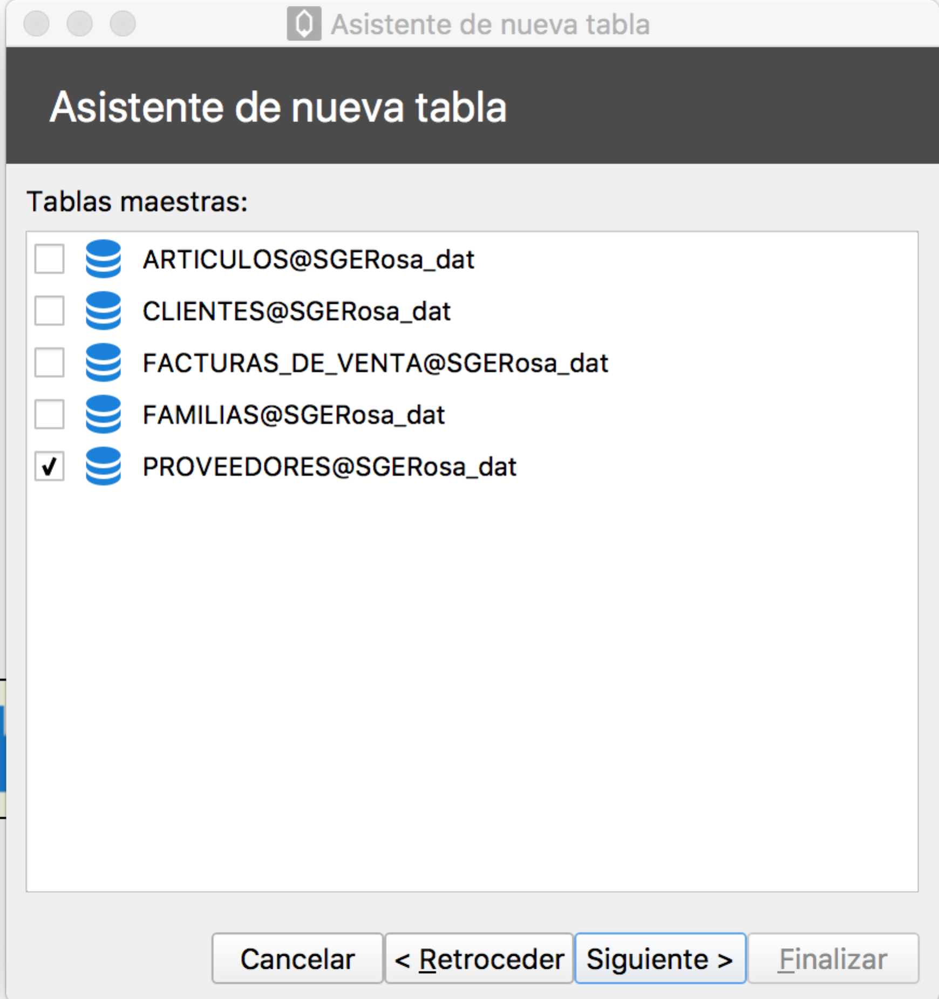 Asistente de nueva tabla
Asistente de nueva tabla
Tablas maestras:
ARTICULOS@SGERosa_dat
CLIENTES@SGERosa_dat
FACTURAS_DE_VENTA@SGERosa_dat
FAMILIAS@SGERosa_dat
PROVEEDORES@SGERosa_dat
Cancelar < Retroceder Siguiente > Finalizar